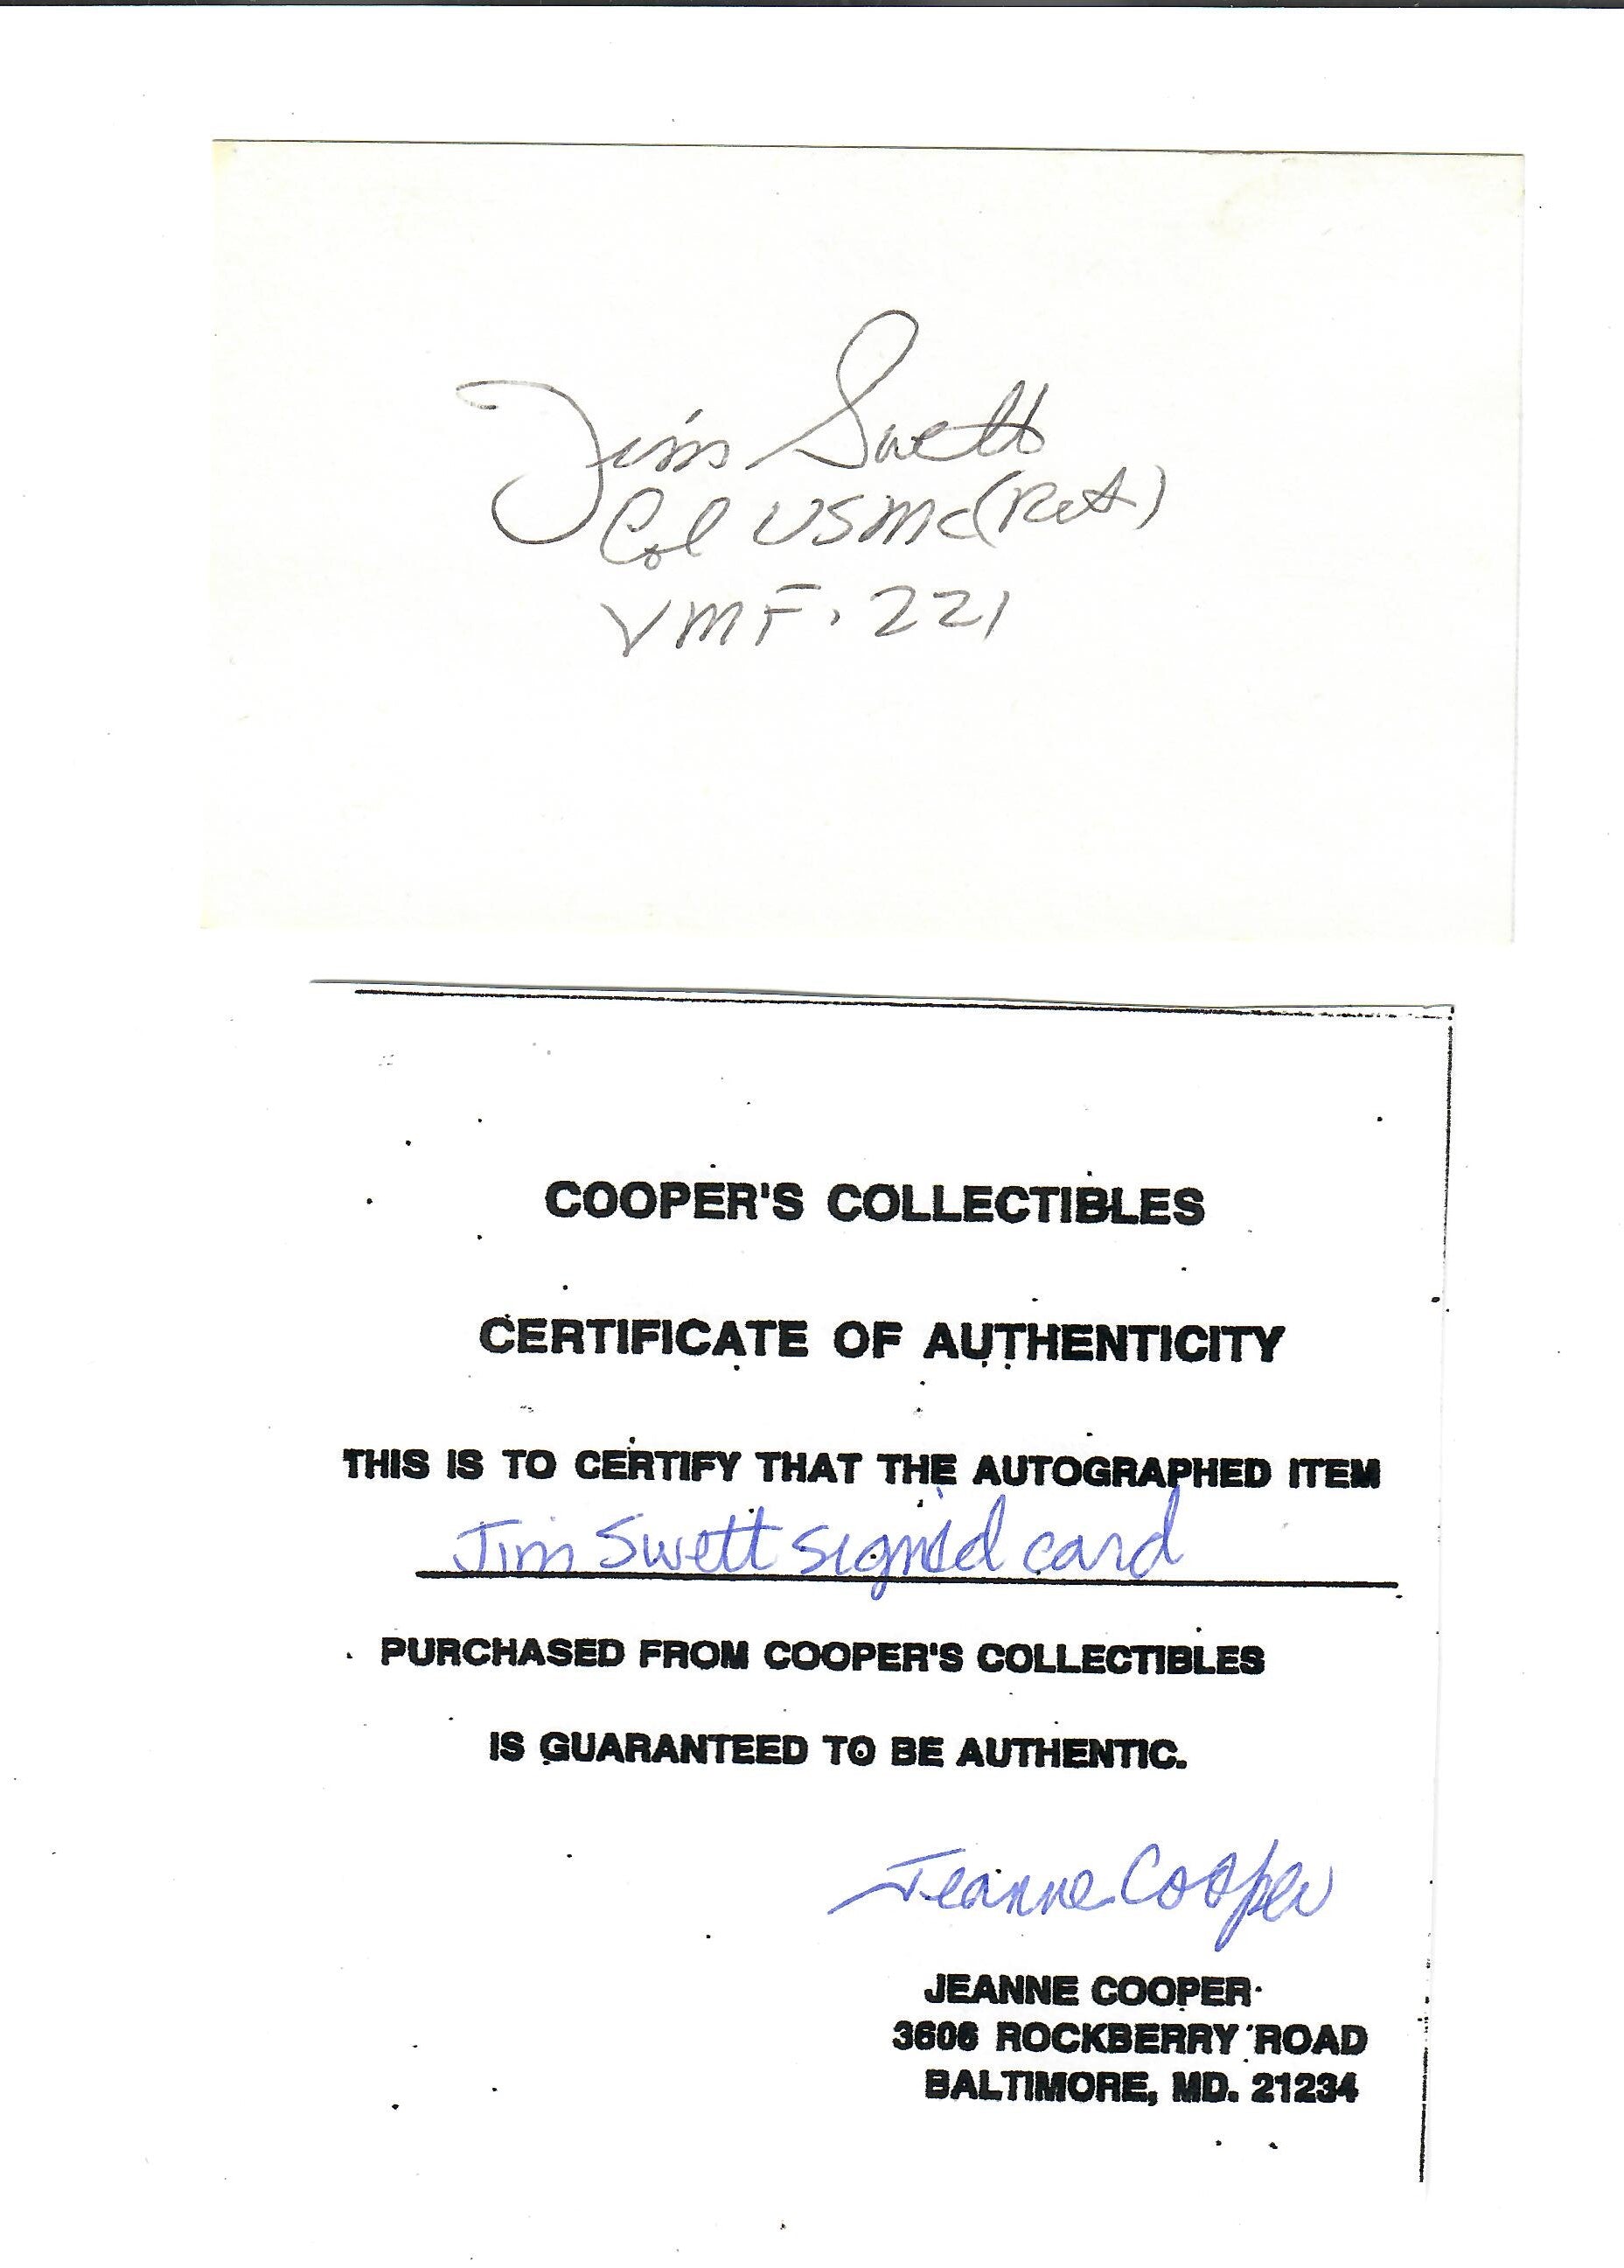 Jim Swett
Col USMC (Ret)
VMF-221
COOPER'S COLLECTIBLES
CERTIFICATE OF AUTHENTICITY
THIS IS TO CERTIFY THAT THE AUTOGRAPHED ITEM
Jim Swett signed card
PURCHASED FROM COOPER'S COLLECTIBLES
IS GUARANTEED TO BE AUTHENTIC.
Jeanne Cooper
JEANNE COOPER
3606 ROCKBERRY ROAD
BALTIMORE, MD. 21234